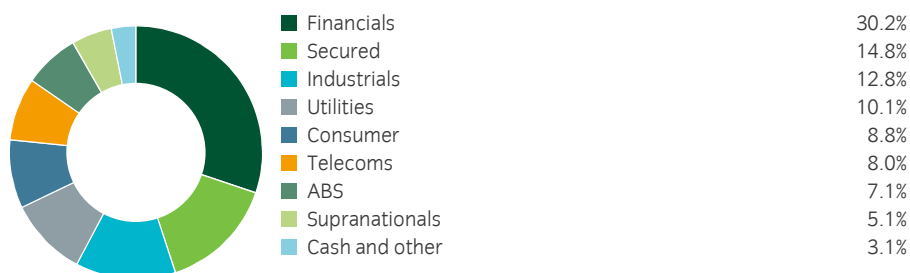 Financials 30.2%
Secured 14.8%
Industrials 12.8%
Utilities 10.1%
Consumer 8.8%
Telecoms 8.0%
ABS 7.1%
Supranationals 5.1%
Cash and other 3.1%